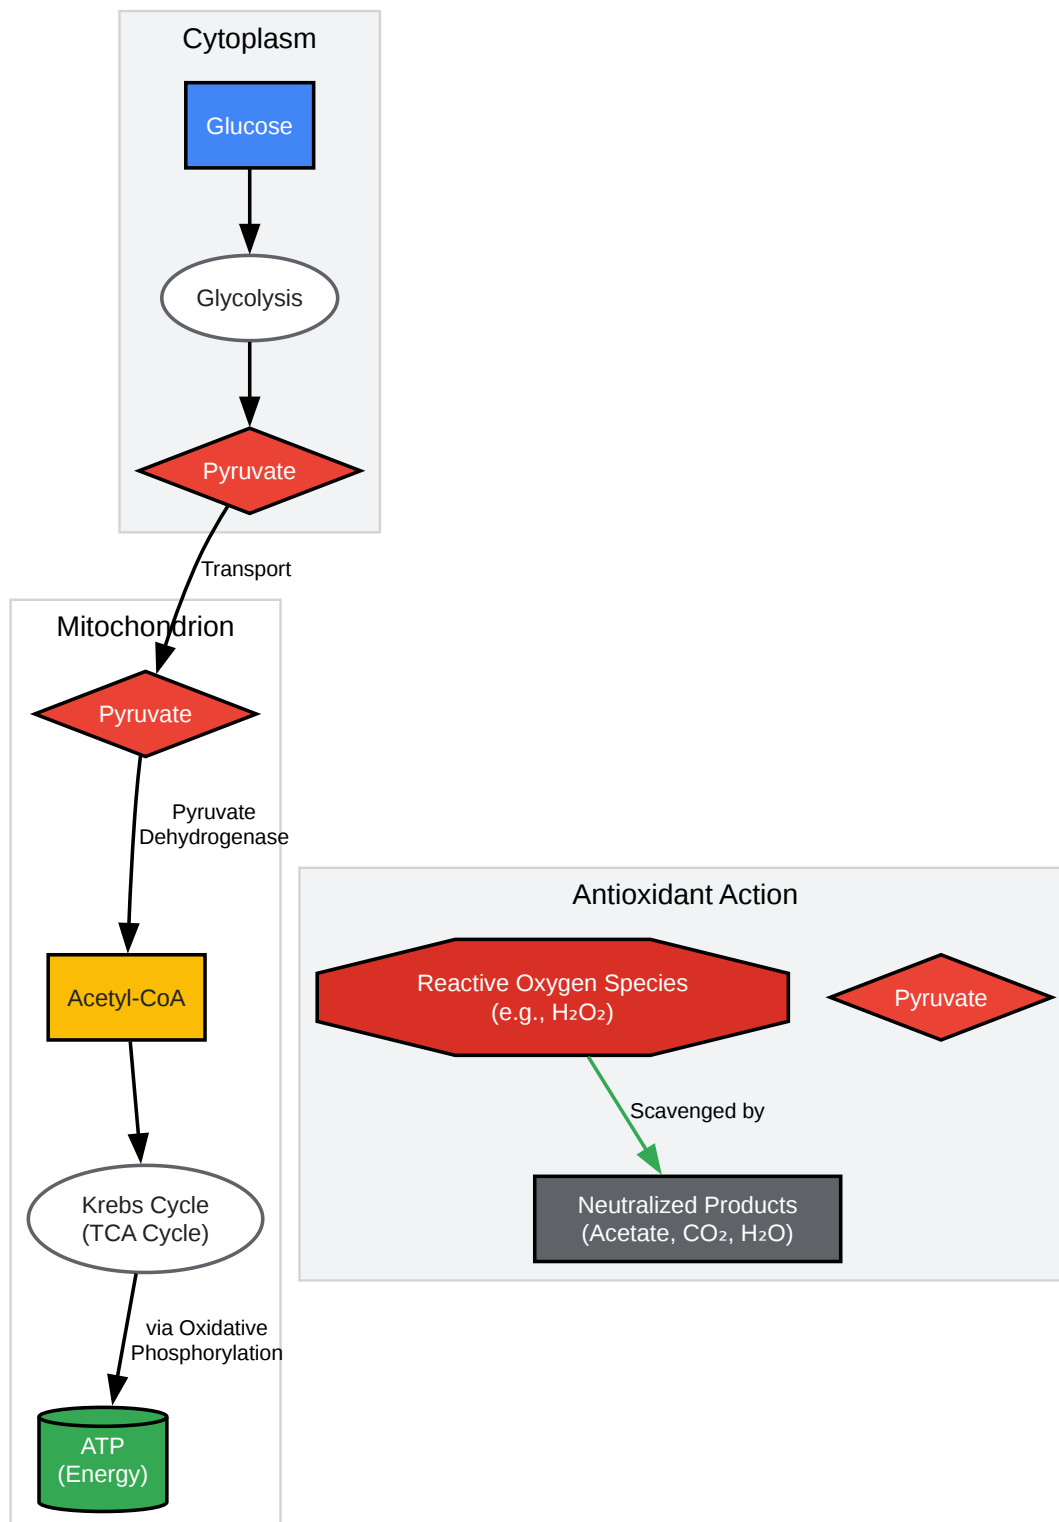 Cytoplasm
Glucose
Glycolysis
Pyruvate
Transport
Mitochondrion
Pyruvate
Pyruvate
Dehydrogenase
Acetyl-CoA
Krebs Cycle
(TCA Cycle)
via Oxidative
Phosphorylation
ATP
(Energy)
Antioxidant Action
Reactive Oxygen Species
(e.g., H₂O₂)
Pyruvate
Scavenged by
Neutralized Products
(Acetate, CO₂, H₂O)